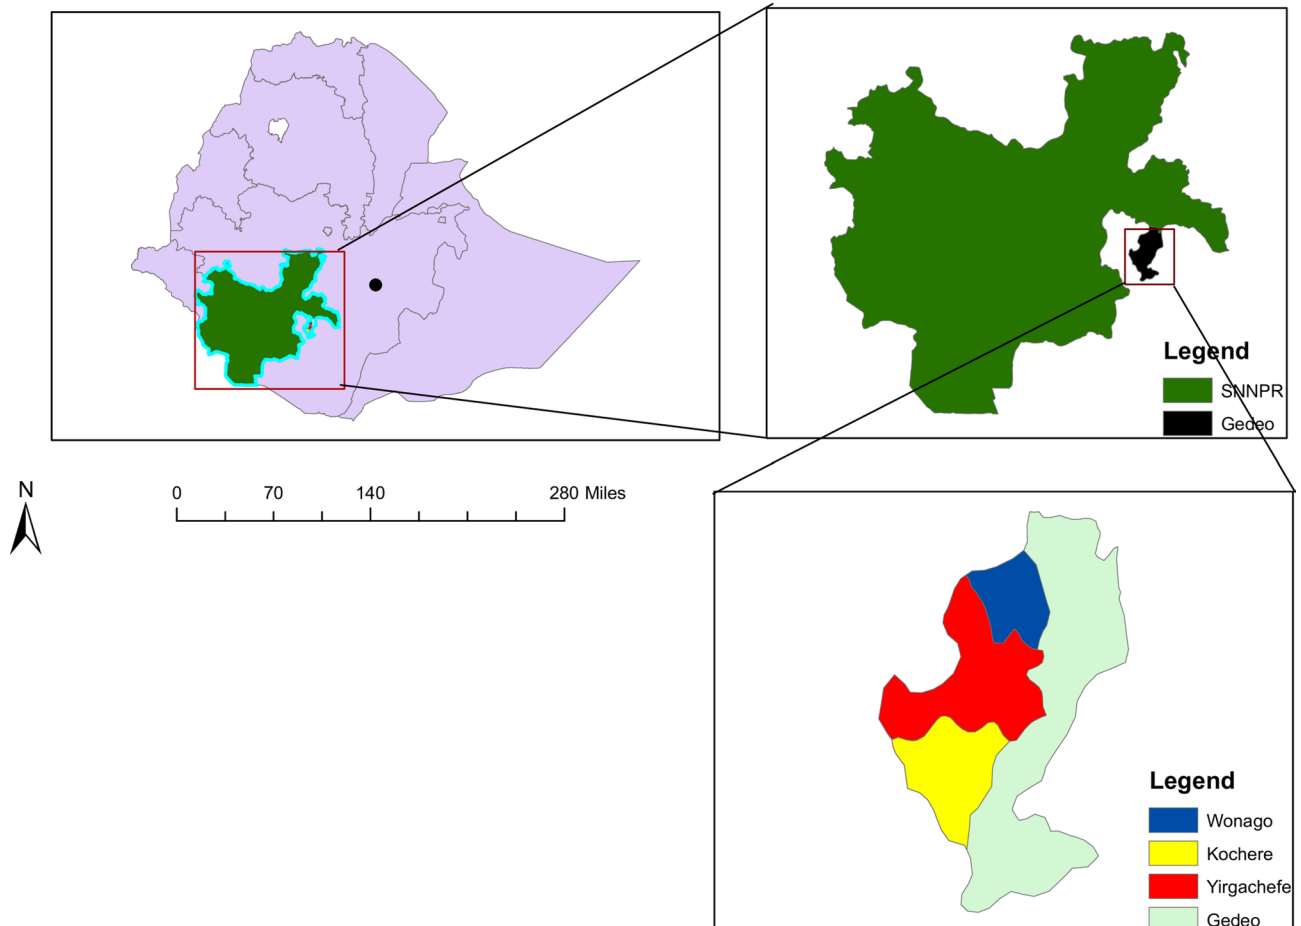 Legend
SNNPR
Gedeo
N
0 70 140 280 Miles
Legend
Wonago
Kochere
Yirgachefe
Gedeo